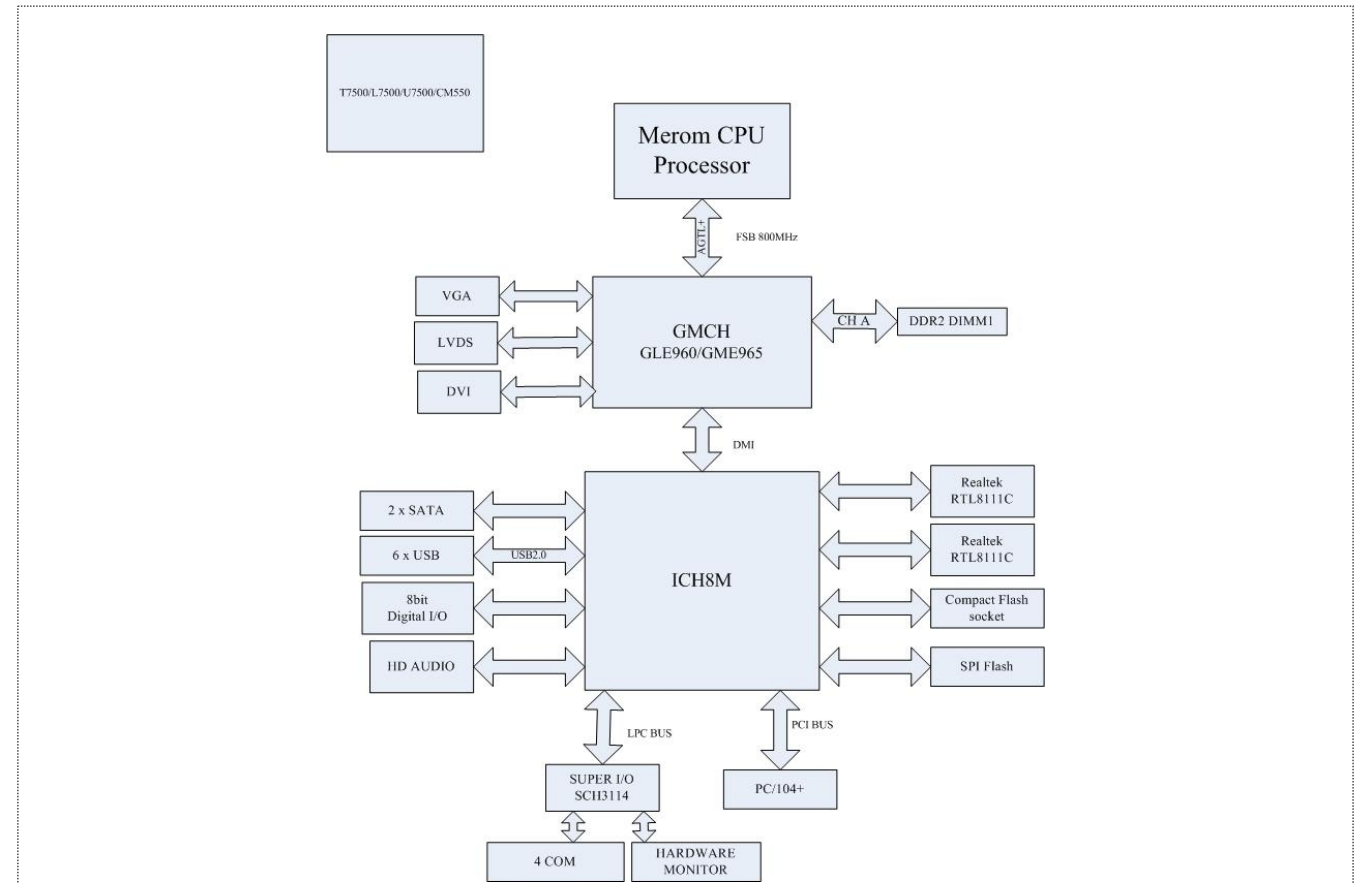 T7500/L7500/U7500/CM550
Merom CPU
Processor
AGTL+
FSB 800MHz
VGA
LVDS
DVI
GMCH
GLE960/GME965
CH A
DDR2 DIMM1
DMI
2 x SATA
6 x USB
USB2.0
8bit
Digital I/O
HD AUDIO
ICH8M
Realtek
RTL8111C
Realtek
RTL8111C
Compact Flash
socket
SPI Flash
LPC BUS
PCI BUS
SUPER I/O
SCH3114
PC/104+
4 COM
HARDWARE
MONITOR